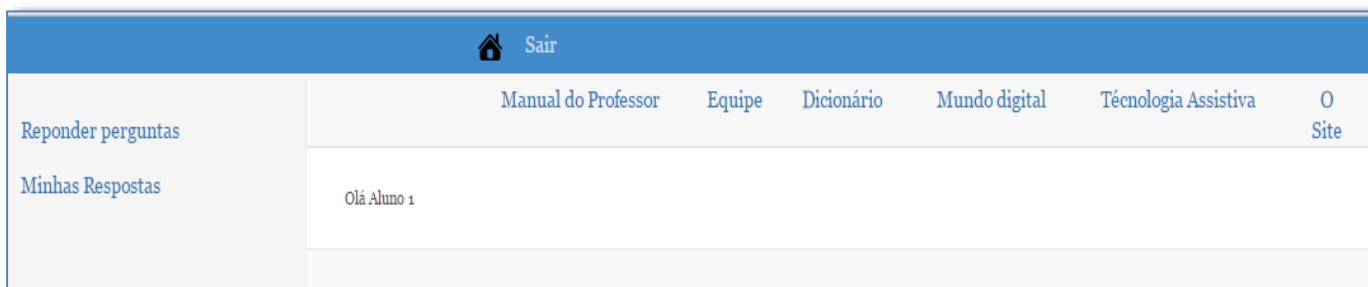 Sair
Manual do Professor Equipe Dicionário Mundo digital Técnologia Assistiva O
Site
Reponder perguntas
Minhas Respostas
Olá Aluno 1